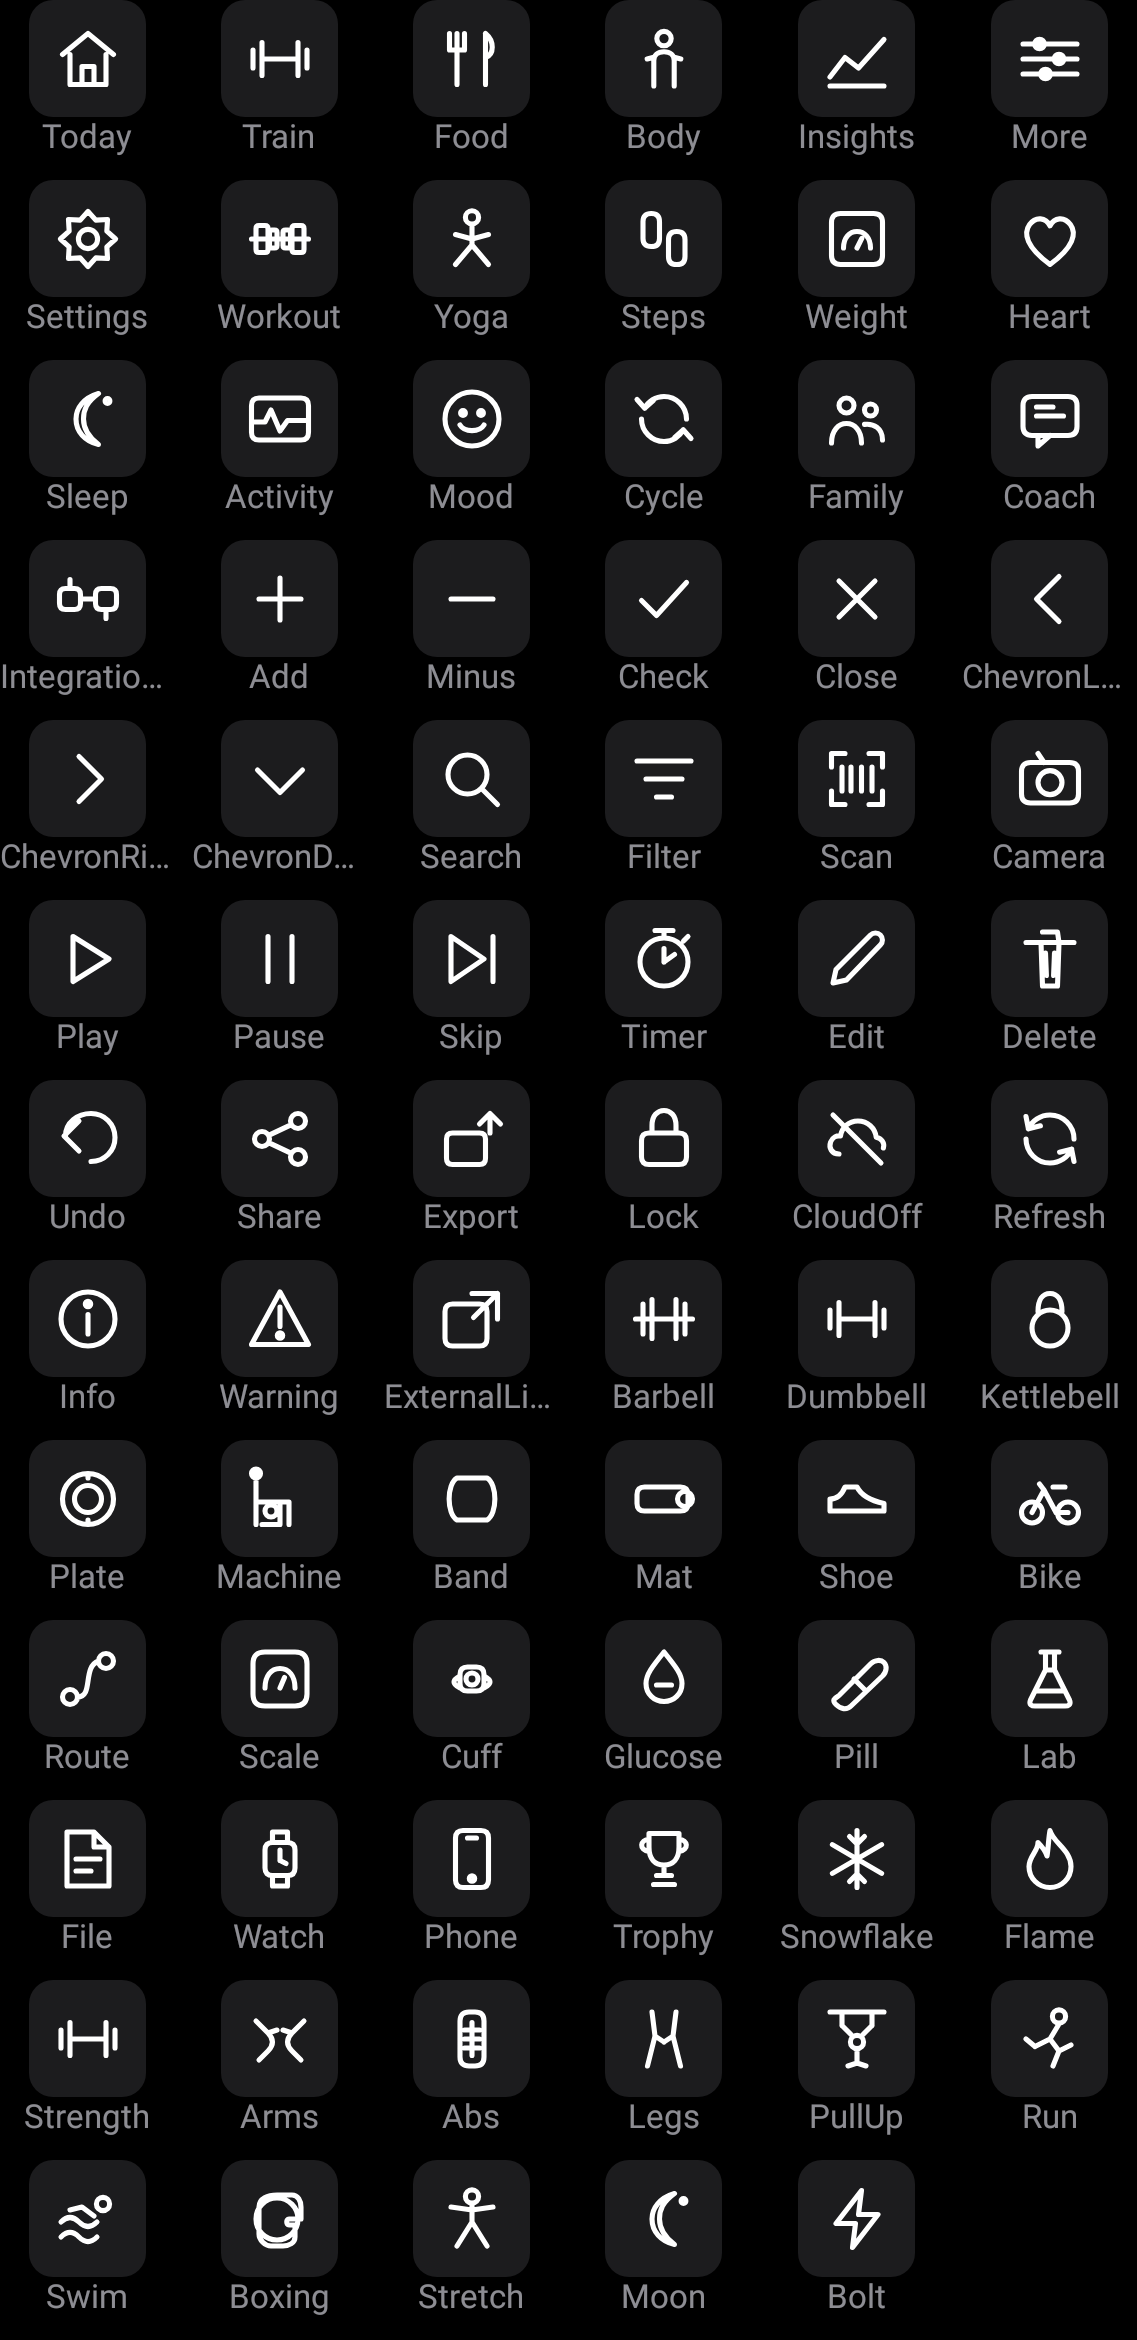 Today Train Food Body Insights More
Settings Workout Yoga Steps Weight Heart
Sleep Activity Mood Cycle Family Coach
Integratio... Add Minus Check Close ChevronL...
ChevronRi... ChevronD... Search Filter Scan Camera
Play Pause Skip Timer Edit Delete
Undo Share Export Lock CloudOff Refresh
Info Warning ExternalLi... Barbell Dumbbell Kettlebell
Plate Machine Band Mat Shoe Bike
Route Scale Cuff Glucose Pill Lab
File Watch Phone Trophy Snowflake Flame
Strength Arms Abs Legs PullUp Run
Swim Boxing Stretch Moon Bolt